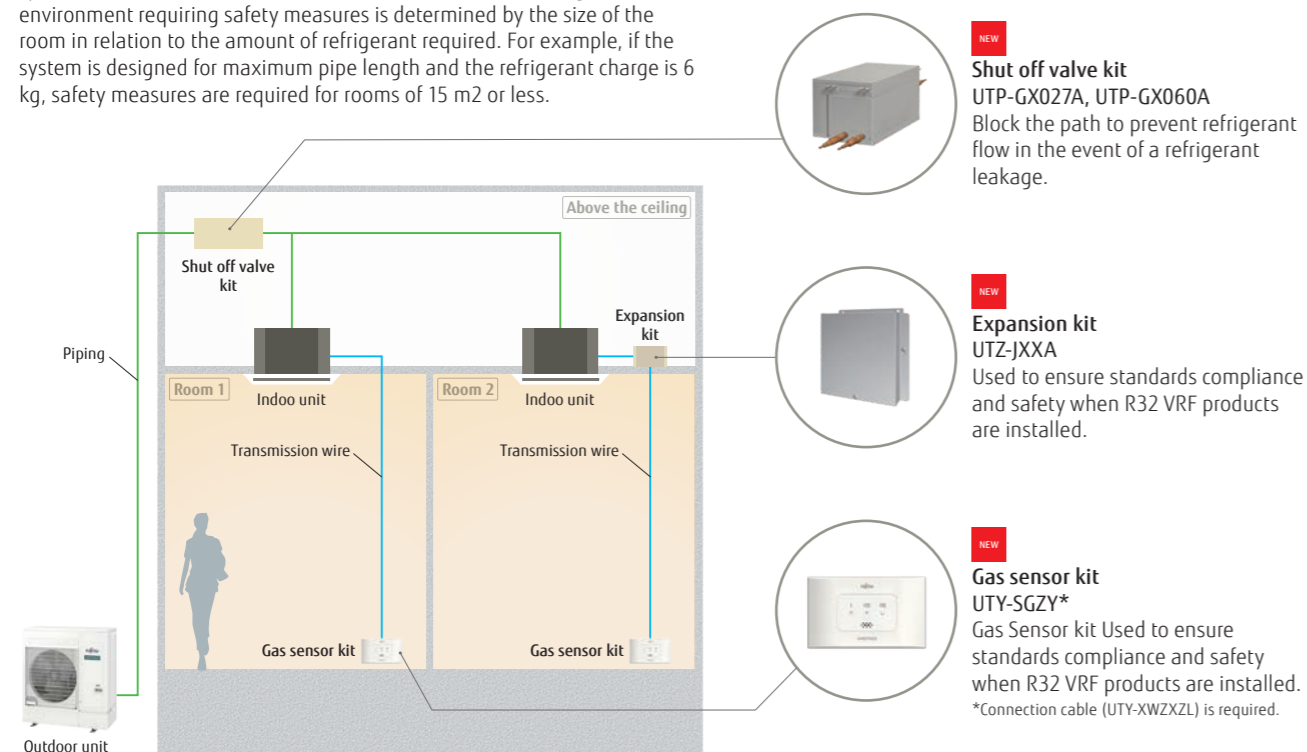 environment requiring safety measures is determined by the size of the
room in relation to the amount of refrigerant required. For example, if the
system is designed for maximum pipe length and the refrigerant charge is 6
kg, safety measures are required for rooms of 15 m2 or less.
Above the ceiling
Shut off valve
kit
Expansion
kit
Piping
Room 1
Indoo unit
Room 2
Indoo unit
Transmission wire
Transmission wire
Gas sensor kit
Gas sensor kit
Outdoor unit
NEW
Shut off valve kit
UTP-GX027A, UTP-GX060A
Block the path to prevent refrigerant
flow in the event of a refrigerant
leakage.
NEW
Expansion kit
UTZ-JXXA
Used to ensure standards compliance
and safety when R32 VRF products
are installed.
NEW
Gas sensor kit
UTY-SGZY*
Gas Sensor kit Used to ensure
standards compliance and safety
when R32 VRF products are installed.
*Connection cable (UTY-XWZXZL) is required.